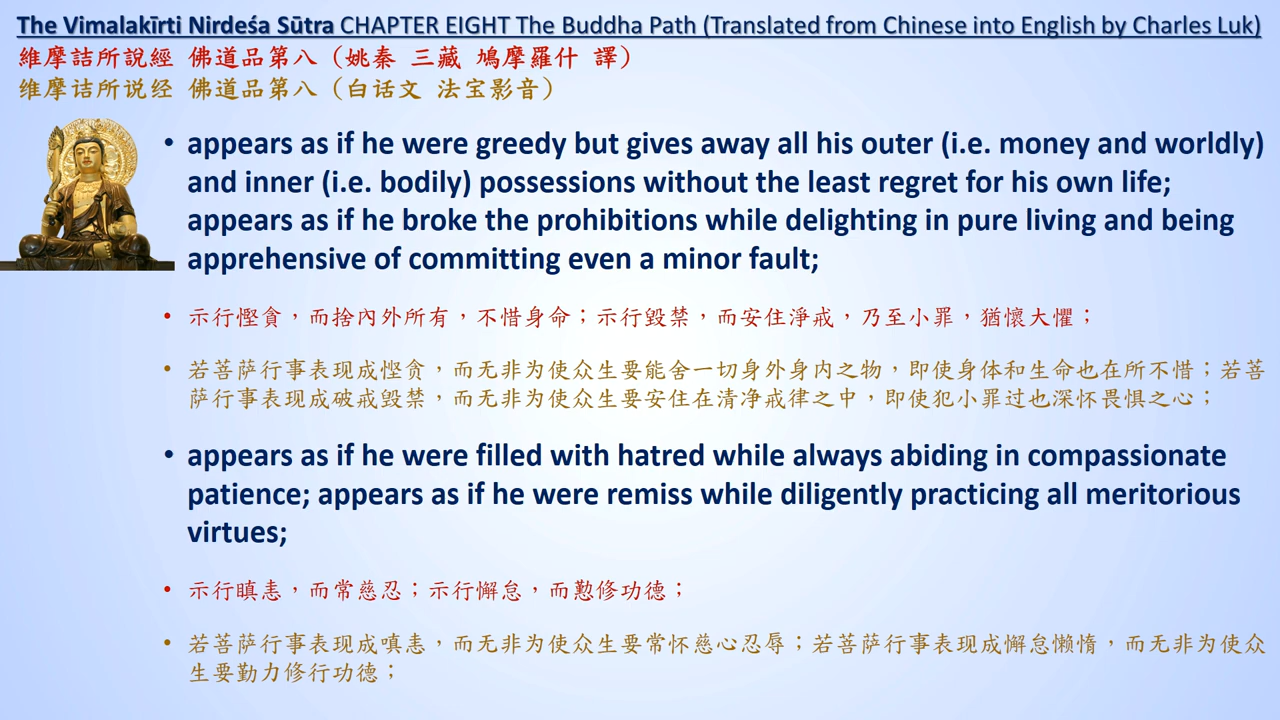 The Vimalakīrti Nirdeśa Sūtra CHAPTER EIGHT The Buddha Path (Translated from Chinese into English by Charles Luk)
維摩詰所說經 佛道品第八 (姚秦 三藏 鳩摩羅什 譯)
维摩诘所说经 佛道品第八 (白话文 法宝影音)
• appears as if he were greedy but gives away all his outer (i.e. money and worldly)
and inner (i.e. bodily) possessions without the least regret for his own life;
appears as if he broke the prohibitions while delighting in pure living and being
apprehensive of committing even a minor fault;
• 示行慳貪，而捨內外所有，不惜身命；示行毀禁，而安住淨戒，乃至小罪，猶懷大懼；
• 若菩萨行事表现成悭贪，而无非为使众生要能舍一切身外身内之物，即使身体和生命也在所不惜；若菩
萨行事表现成破戒毁禁，而无非为使众生要安住在清净戒律之中，即使犯小罪过也深怀畏惧之心；
• appears as if he were filled with hatred while always abiding in compassionate
patience; appears as if he were remiss while diligently practicing all meritorious
virtues;
• 示行瞋恚，而常慈忍；示行懈怠，而懃修功德；
• 若菩萨行事表现成嗔恚，而无非为使众生要常怀慈心忍辱；若菩萨行事表现成懈怠懒惰，而无非为使众
生要勤力修行功德；